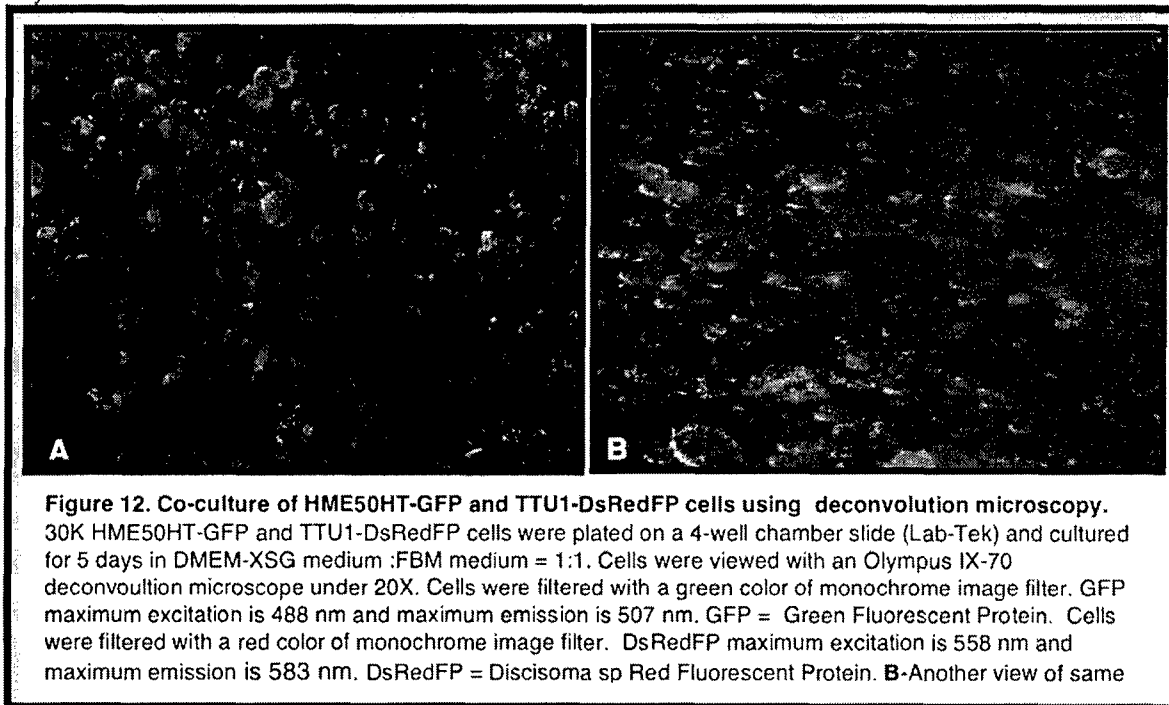 A
B
Figure 12. Co-culture of HME50HT-GFP and TTU1-DsRedFP cells using deconvolution microscopy.
30K HME50HT-GFP and TTU1-DsRedFP cells were plated on a 4-well chamber slide (Lab-Tek) and cultured
for 5 days in DMEM-XSG medium :FBM medium = 1:1. Cells were viewed with an Olympus IX-70
deconvoultion microscope under 20X. Cells were filtered with a green color of monochrome image filter. GFP
maximum excitation is 488 nm and maximum emission is 507 nm. GFP = Green Fluorescent Protein. Cells
were filtered with a red color of monochrome image filter. DsRedFP maximum excitation is 558 nm and
maximum emission is 583 nm. DsRedFP = Discisoma sp Red Fluorescent Protein. B-Another view of same